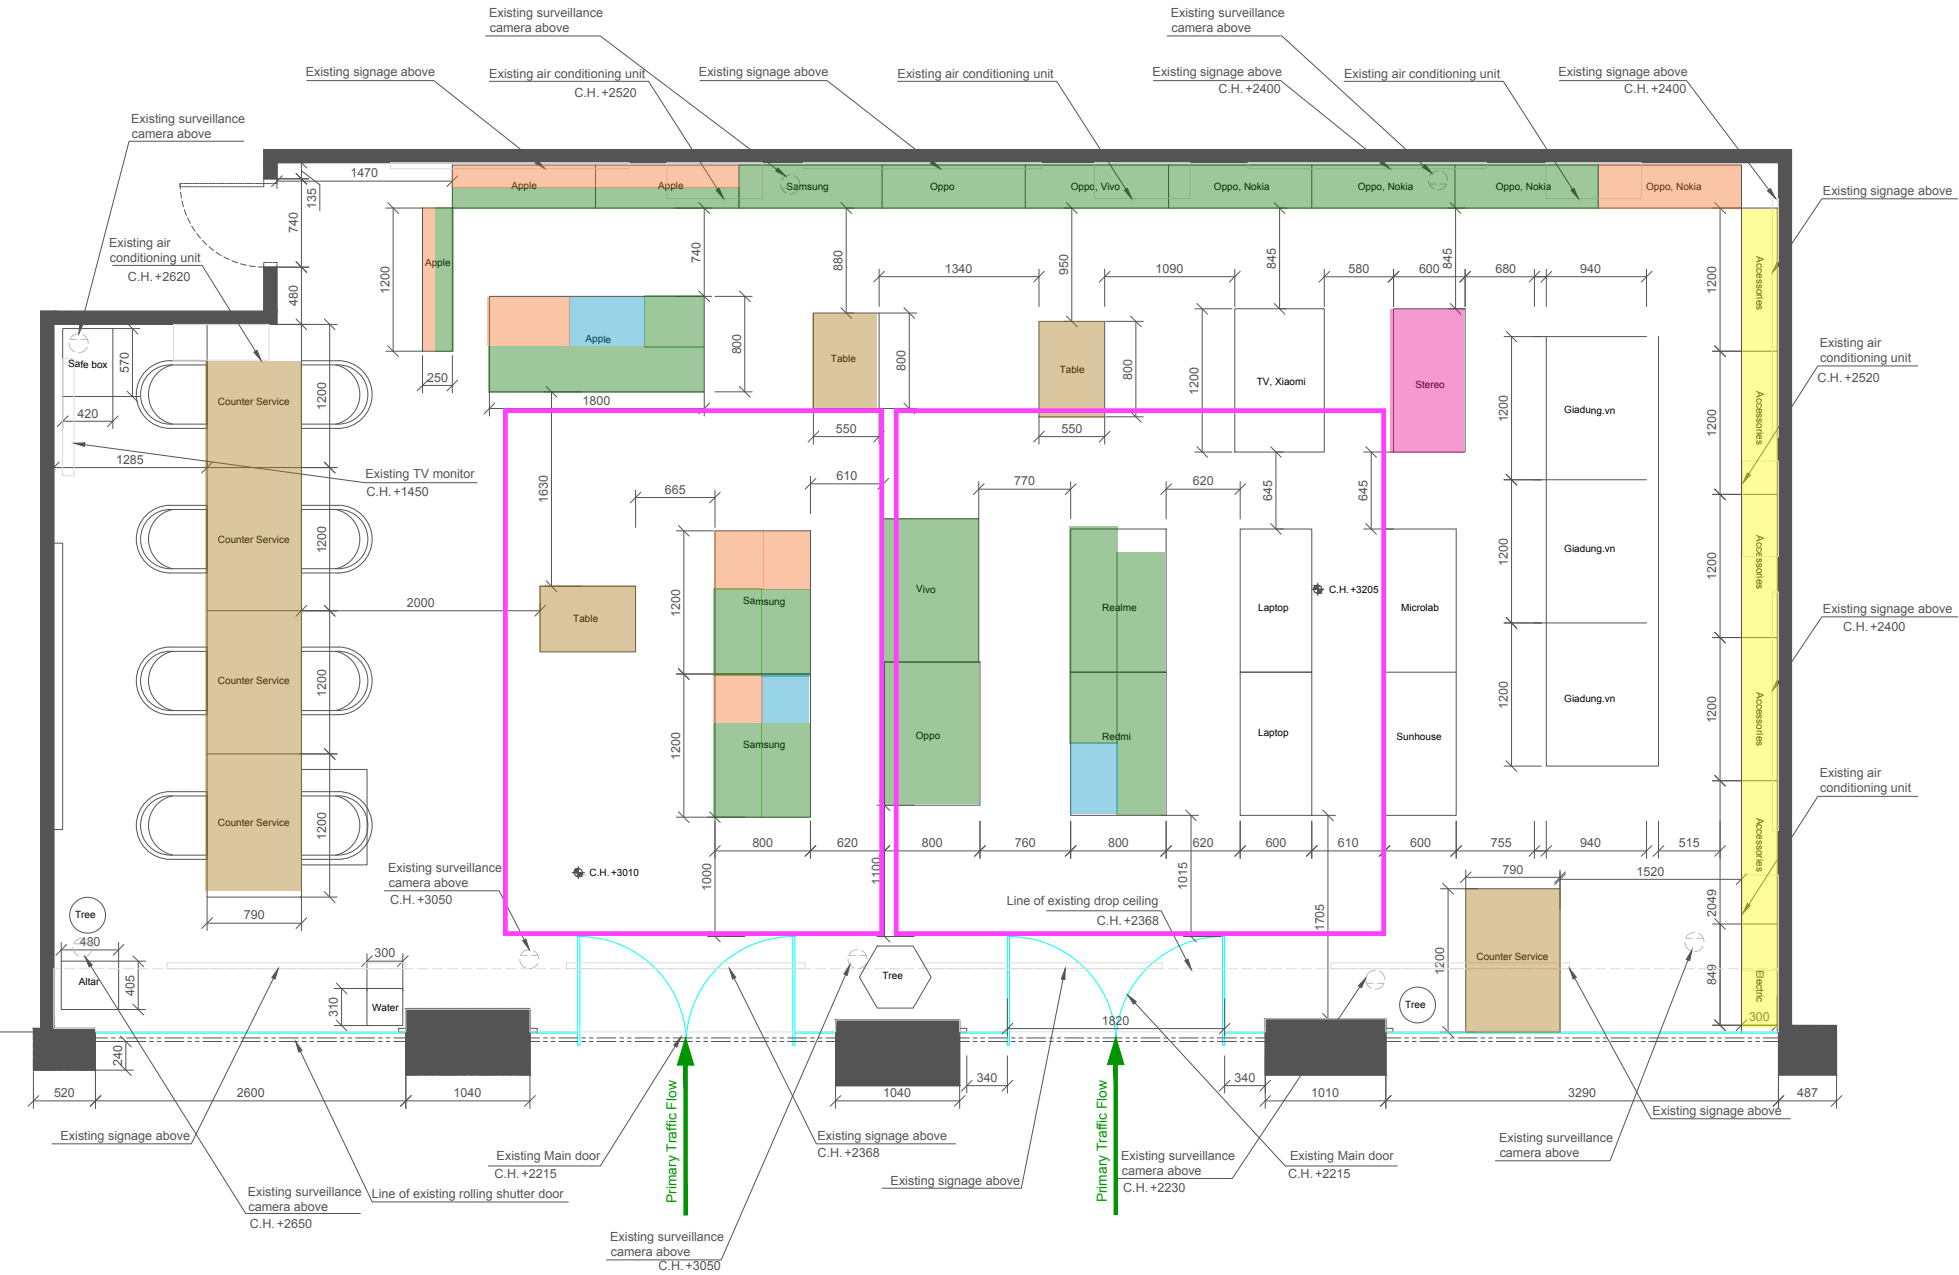 Existing surveillance
camera above
Existing surveillance
camera above
Existing signage above
Existing air conditioning unit
C.H. +2520
Existing signage above
Existing air conditioning unit
Existing signage above
C.H. +2400
Existing air conditioning unit
Existing signage above
C.H. +2400
Existing surveillance
camera above
1470
135
740
480
Apple
Apple
Samsung
Oppo
Oppo, Vivo
Oppo, Nokia
Oppo, Nokia
Oppo, Nokia
Oppo, Nokia
Existing signage above
Existing air
conditioning unit
C.H. +2620
1200
Apple
250
740
880
1340
950
1090
845
580
600
845
680
940
1200
Accessories
Safe box
570
420
Counter Service
1200
Apple
800
1800
Table
800
550
Table
800
550
1200
TV, Xiaomi
Stereo
1200
Giadung.vn
1200
Accessories
Existing air
conditioning unit
C.H. +2520
1285
Existing TV monitor
C.H. +1450
1630
665
610
770
620
645
645
Counter Service
1200
2000
Table
1200
Samsung
Vivo
Realme
Laptop
C.H. +3205
Microlab
1200
Giadung.vn
1200
Accessories
Existing signage above
C.H. +2400
Counter Service
1200
1200
Samsung
Oppo
Redmi
Laptop
Sunhouse
1200
Giadung.vn
1200
Accessories
Counter Service
1200
Existing air
conditioning unit
Accessories
800
620
800
760
800
620
600
610
600
755
940
515
1000
1100
1015
1705
C.H. +3010
Existing surveillance
camera above
C.H. +3050
790
Tree
480
Altar
405
300
310
Water
Line of existing drop ceiling
C.H. +2368
Tree
790
1520
2049
1200
Counter Service
849
Electric
300
Tree
1820
240
520
2600
1040
1040
340
340
1010
3290
487
Primary Traffic Flow
Primary Traffic Flow
Existing signage above
Existing Main door
C.H. +2215
Existing signage above
C.H. +2368
Existing signage above
Existing surveillance
camera above
C.H. +2230
Existing Main door
C.H. +2215
Existing signage above
Existing surveillance
camera above
Existing surveillance
camera above
C.H. +2650
Line of existing rolling shutter door
Existing surveillance
camera above
C.H. +3050